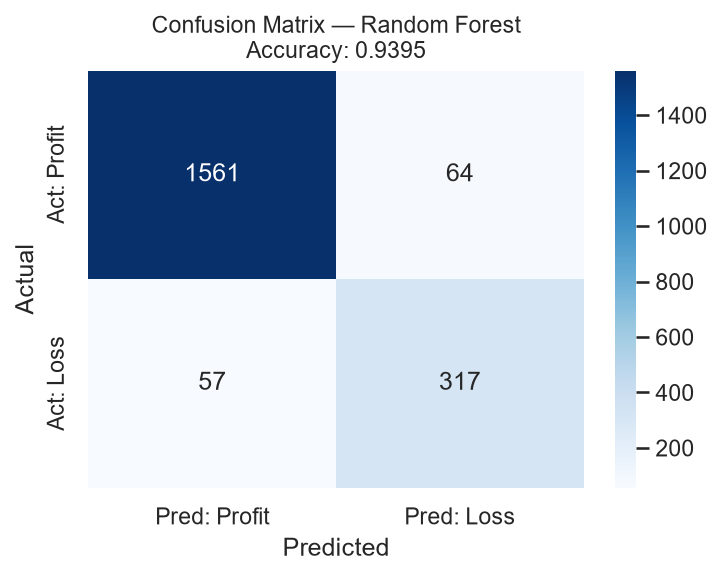 Confusion Matrix — Random Forest
Accuracy: 0.9395
Actual
Act: Profit
Act: Loss
1561
64
57
317
Pred: Profit
Pred: Loss
Predicted
1400
1200
1000
800
600
400
200